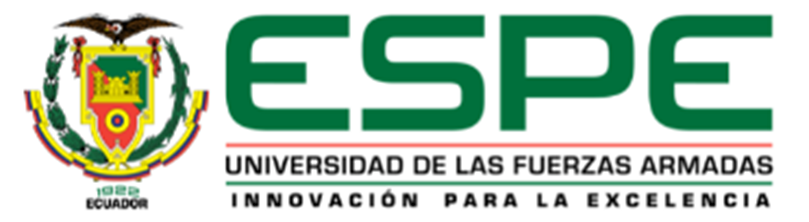 ESPE
UNIVERSIDAD DE LAS FUERZAS ARMADAS
INNOVACIÓN PARA LA EXCELENCIA
1922
ECUADOR